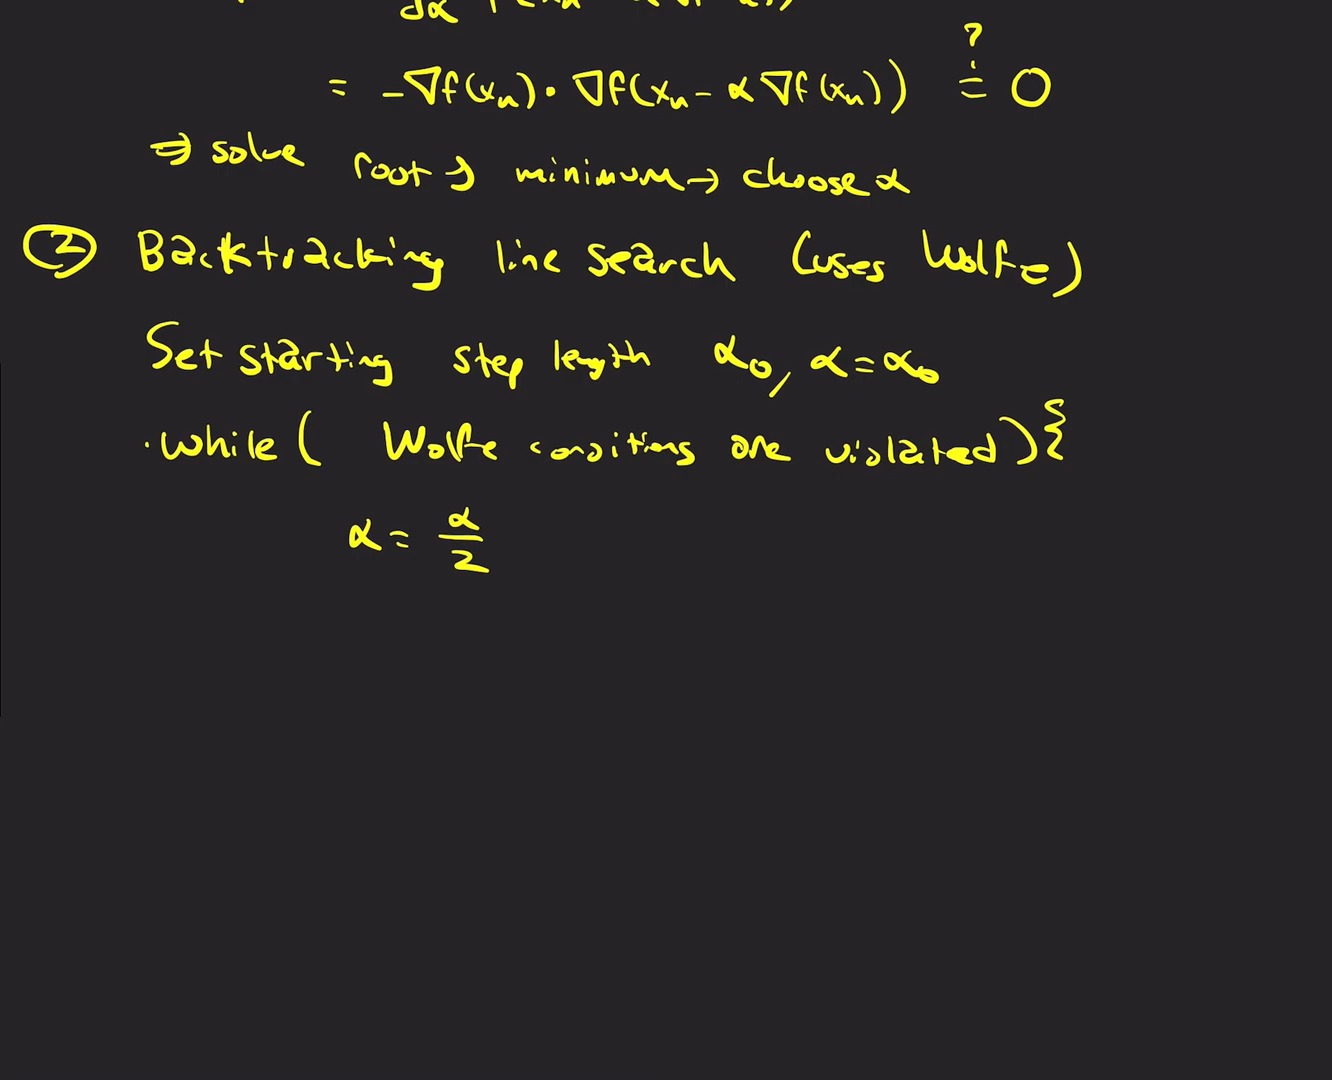 = -∇f(xₙ)·∇f(xₙ - α∇f(xₙ)) ≟ 0
⇒ solve root → minimum → choose α
② Backtracking line search (uses Wolfe)
Set starting step length α₀, α = α₀
· while ( Wolfe conditions are violated) {
α = α/2